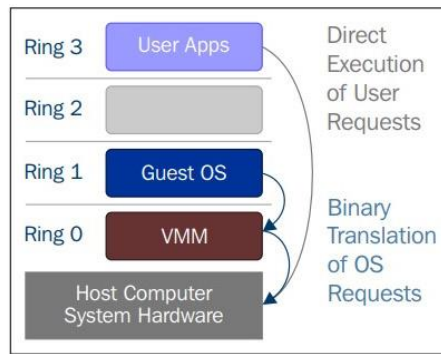 Ring 3
User Apps
Direct
Execution
of User
Requests
Ring 2
Ring 1
Guest OS
Ring 0
VMM
Binary
Translation
of OS
Requests
Host Computer
System Hardware